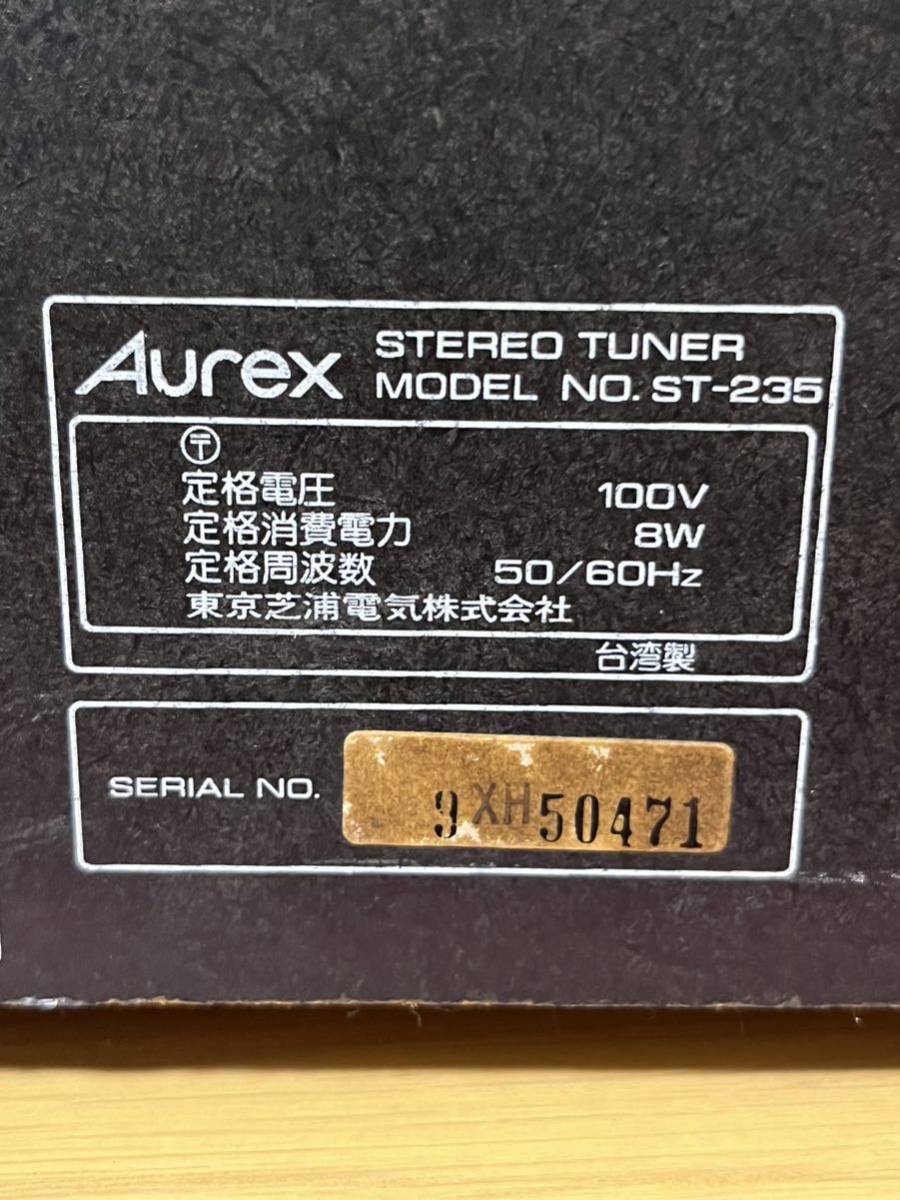 Aurex
STEREO TUNER
MODEL NO. ST-235
〒
定格電圧 100V
定格消費電力 8W
定格周波数 50/60Hz
東京芝浦電気株式会社
台湾製
SERIAL NO. 9XH50471